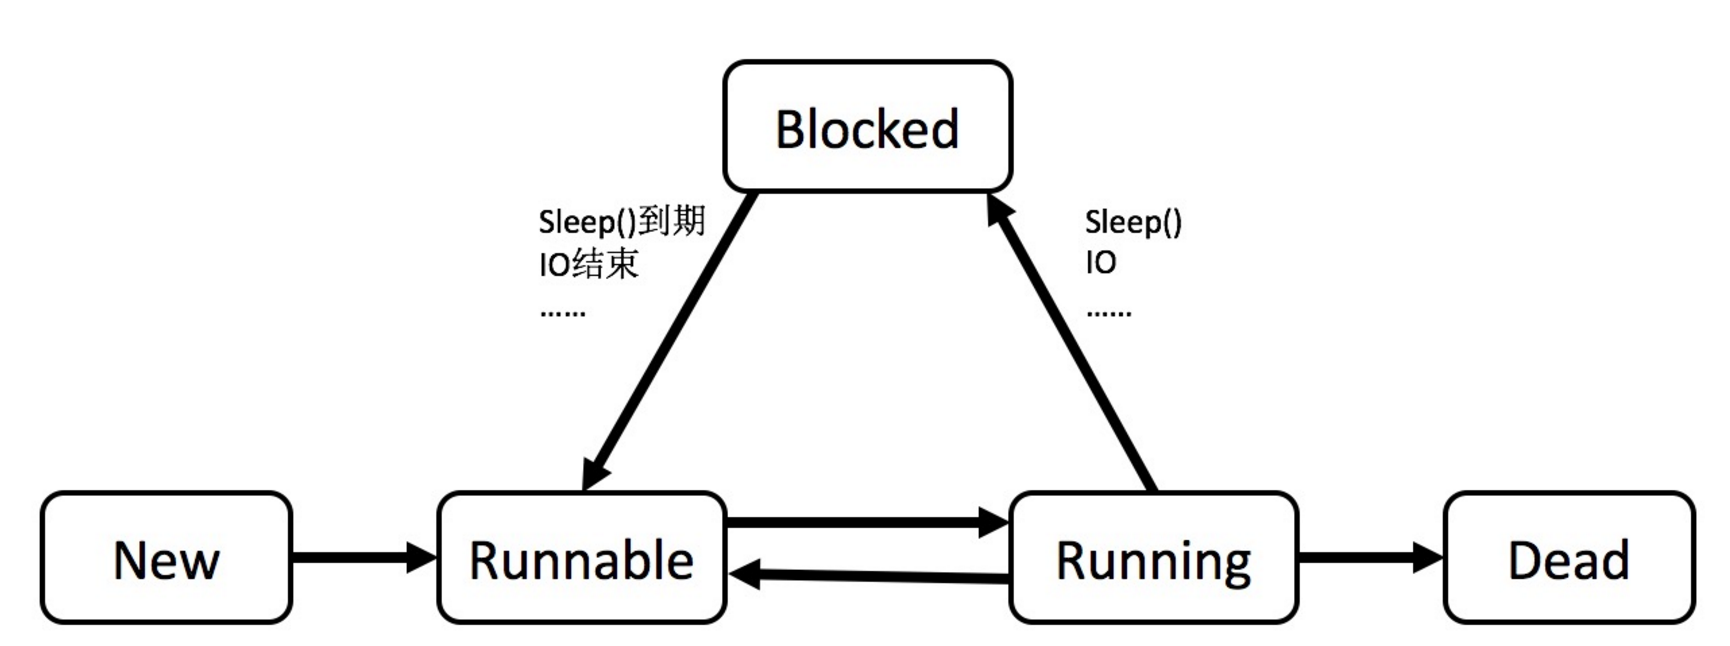 Blocked
Sleep()到期
IO结束
……
Sleep()
IO
……
New
Runnable
Running
Dead